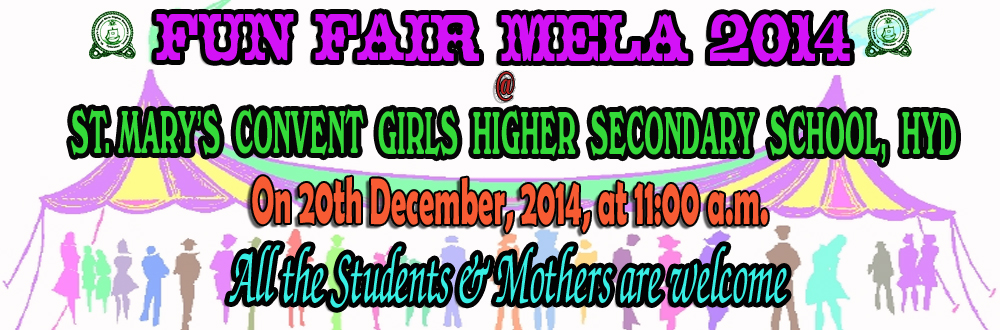 FUN FAIR MELA 2014
@
ST. MARY'S CONVENT GIRLS HIGHER SECONDARY SCHOOL, HYD
On 20th December, 2014, at 11:00 a.m.
All the Students & Mothers are welcome